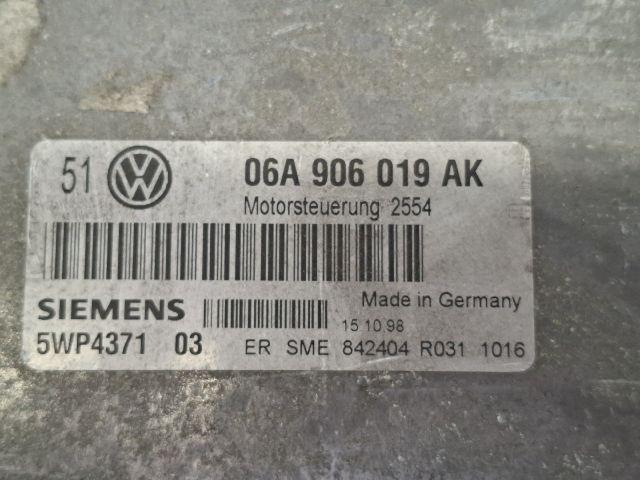 51 VW 06A 906 019 AK
Motorsteuerung 2554
SIEMENS Made in Germany
15 10 98
5WP4371 03 ER SME 842404 R031 1016